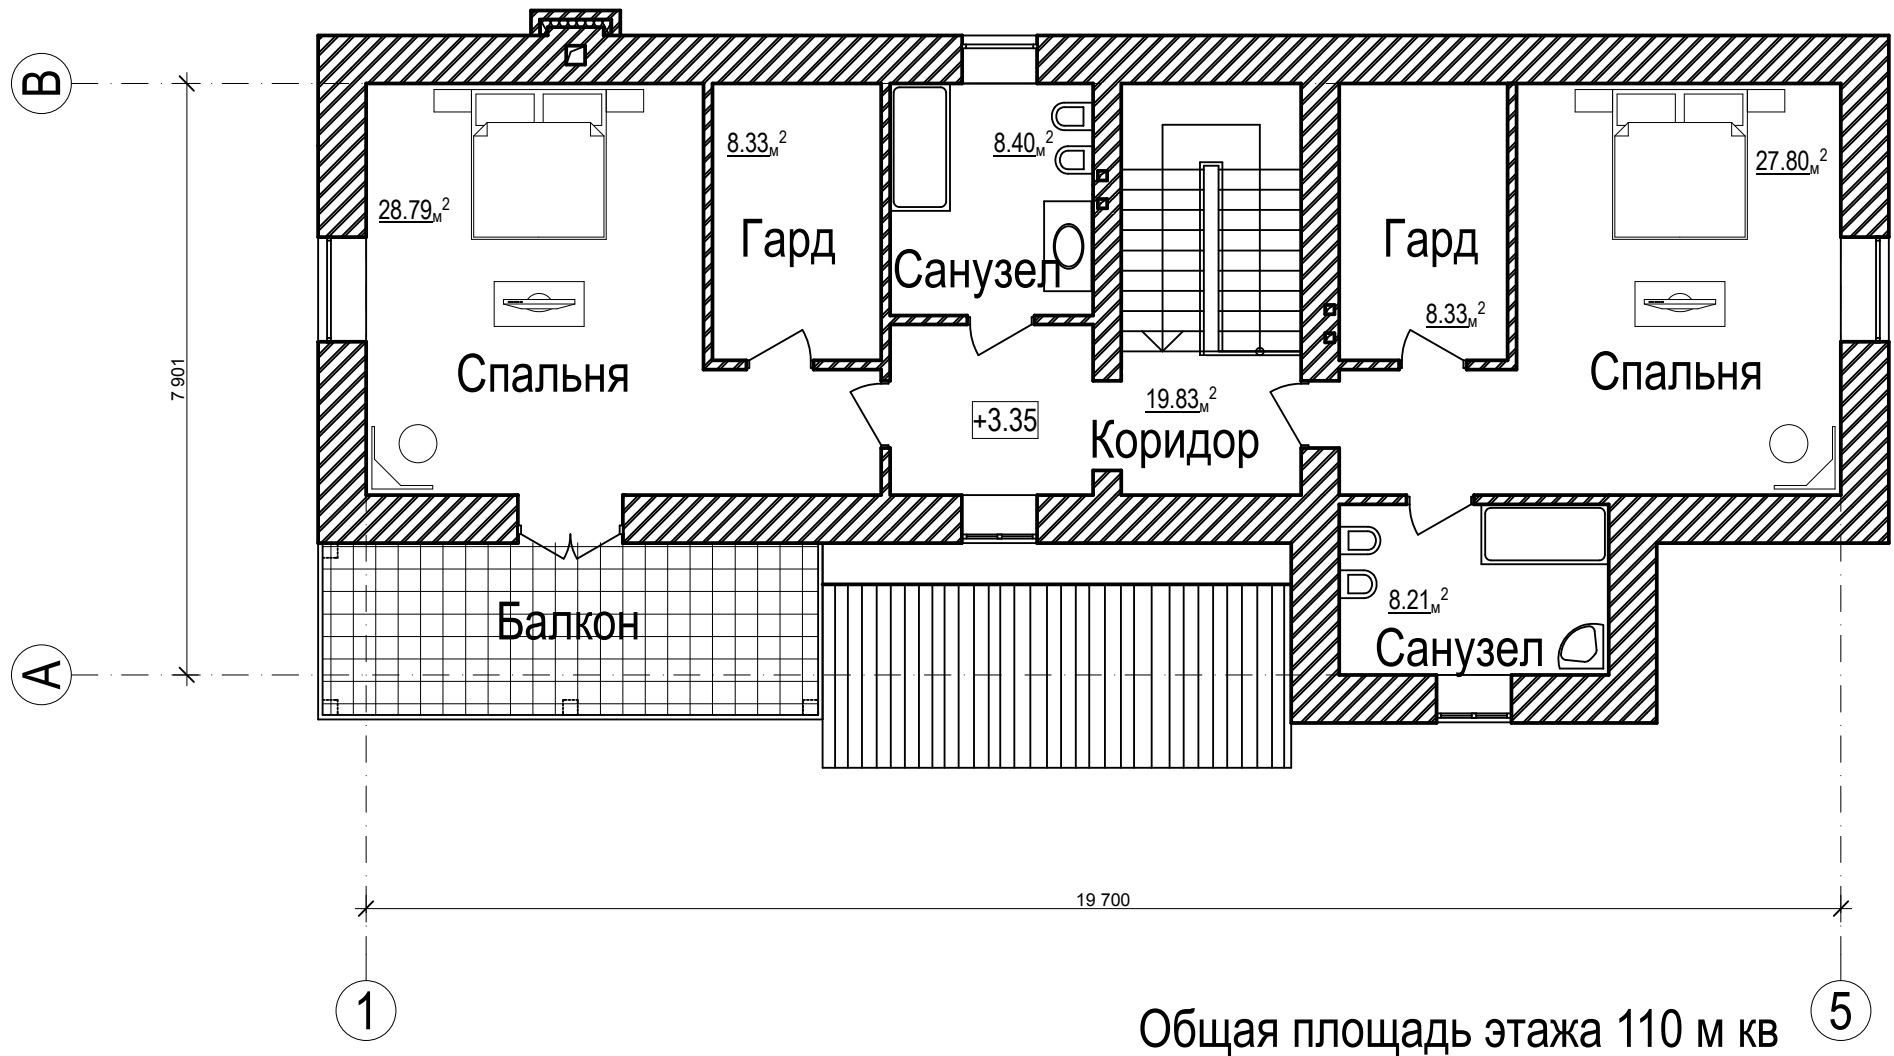 В
8.33м²
8.40м²
27.80м²
28.79м²
Гард
Санузел
Гард
8.33м²
Спальня
Спальня
7 901
19.83м²
+3.35
Коридор
8.21м²
Балкон
Санузел
А
19 700
1
5
Общая площадь этажа 110 м кв